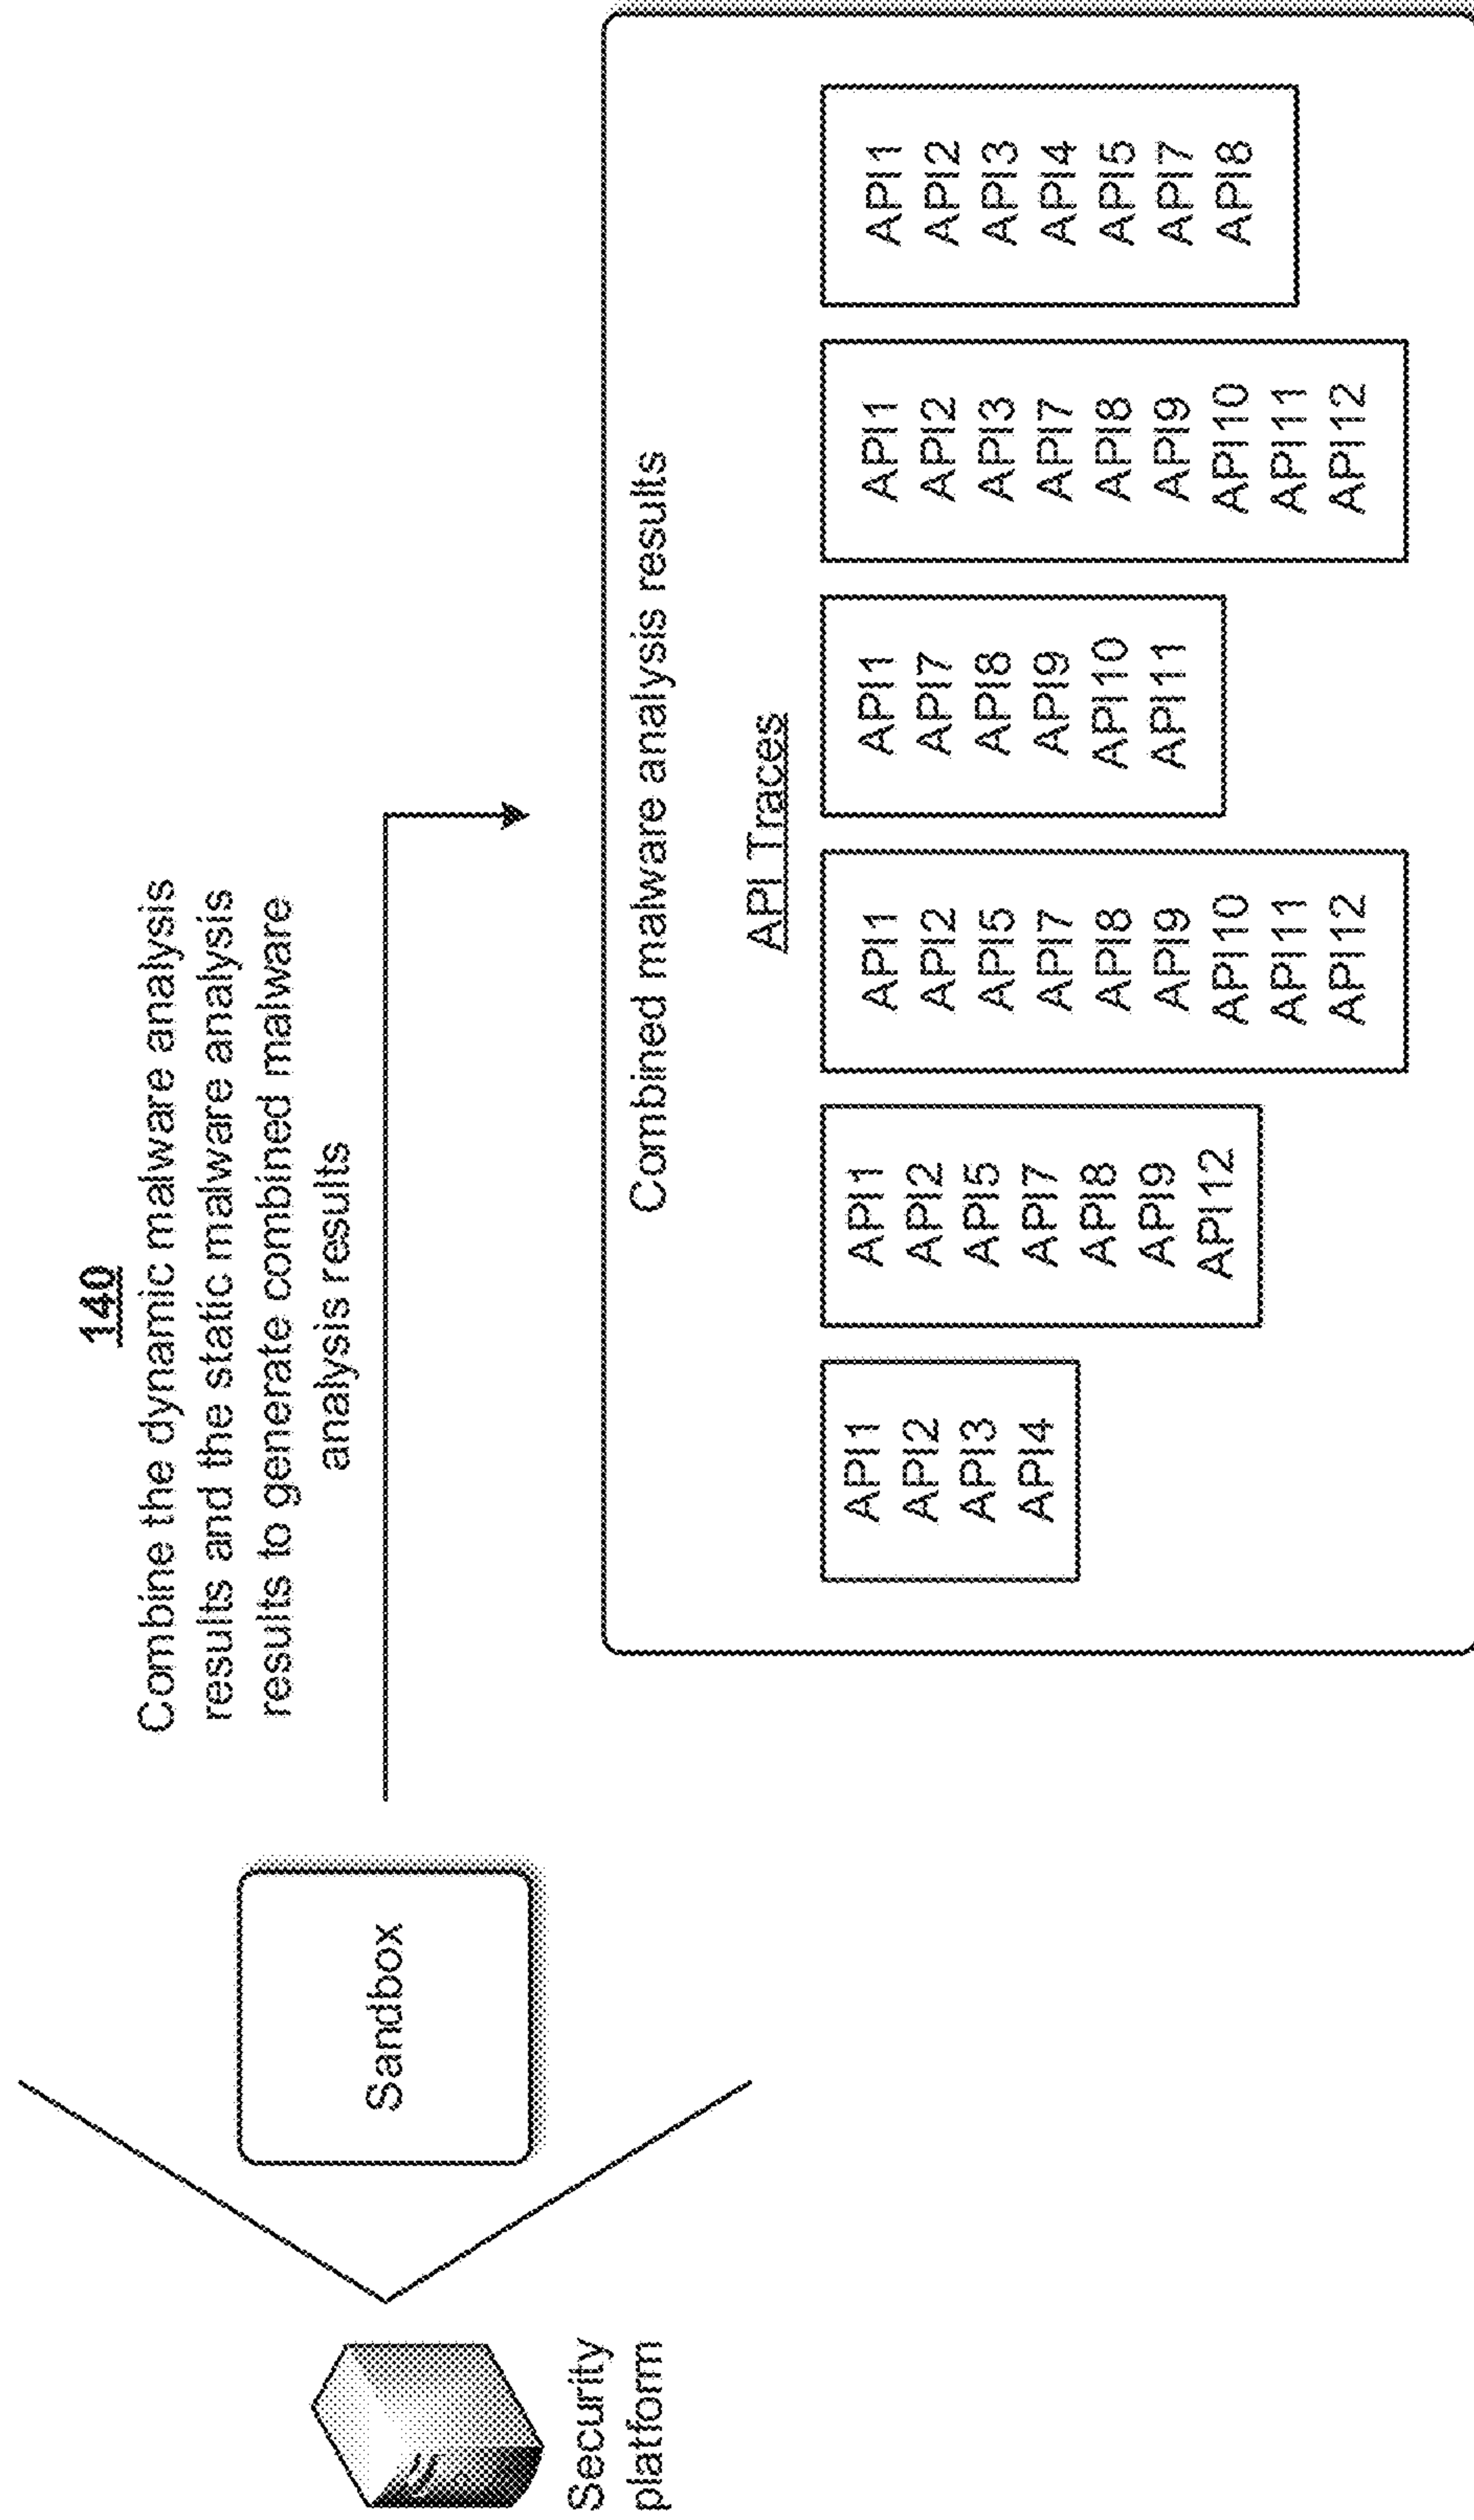 140
Combine the dynamic malware analysis
results and the static malware analysis
results to generate combined malware
analysis results
Sandbox
Security
platform
Combined malware analysis results
API Traces
API1
API2
API3
API4
API1
API2
API5
API7
API8
API9
API12
API1
API2
API5
API7
API8
API9
API10
API11
API12
API1
API7
API8
API9
API10
API11
API1
API2
API3
API7
API8
API9
API10
API11
API12
API1
API2
API3
API4
API5
API7
API8